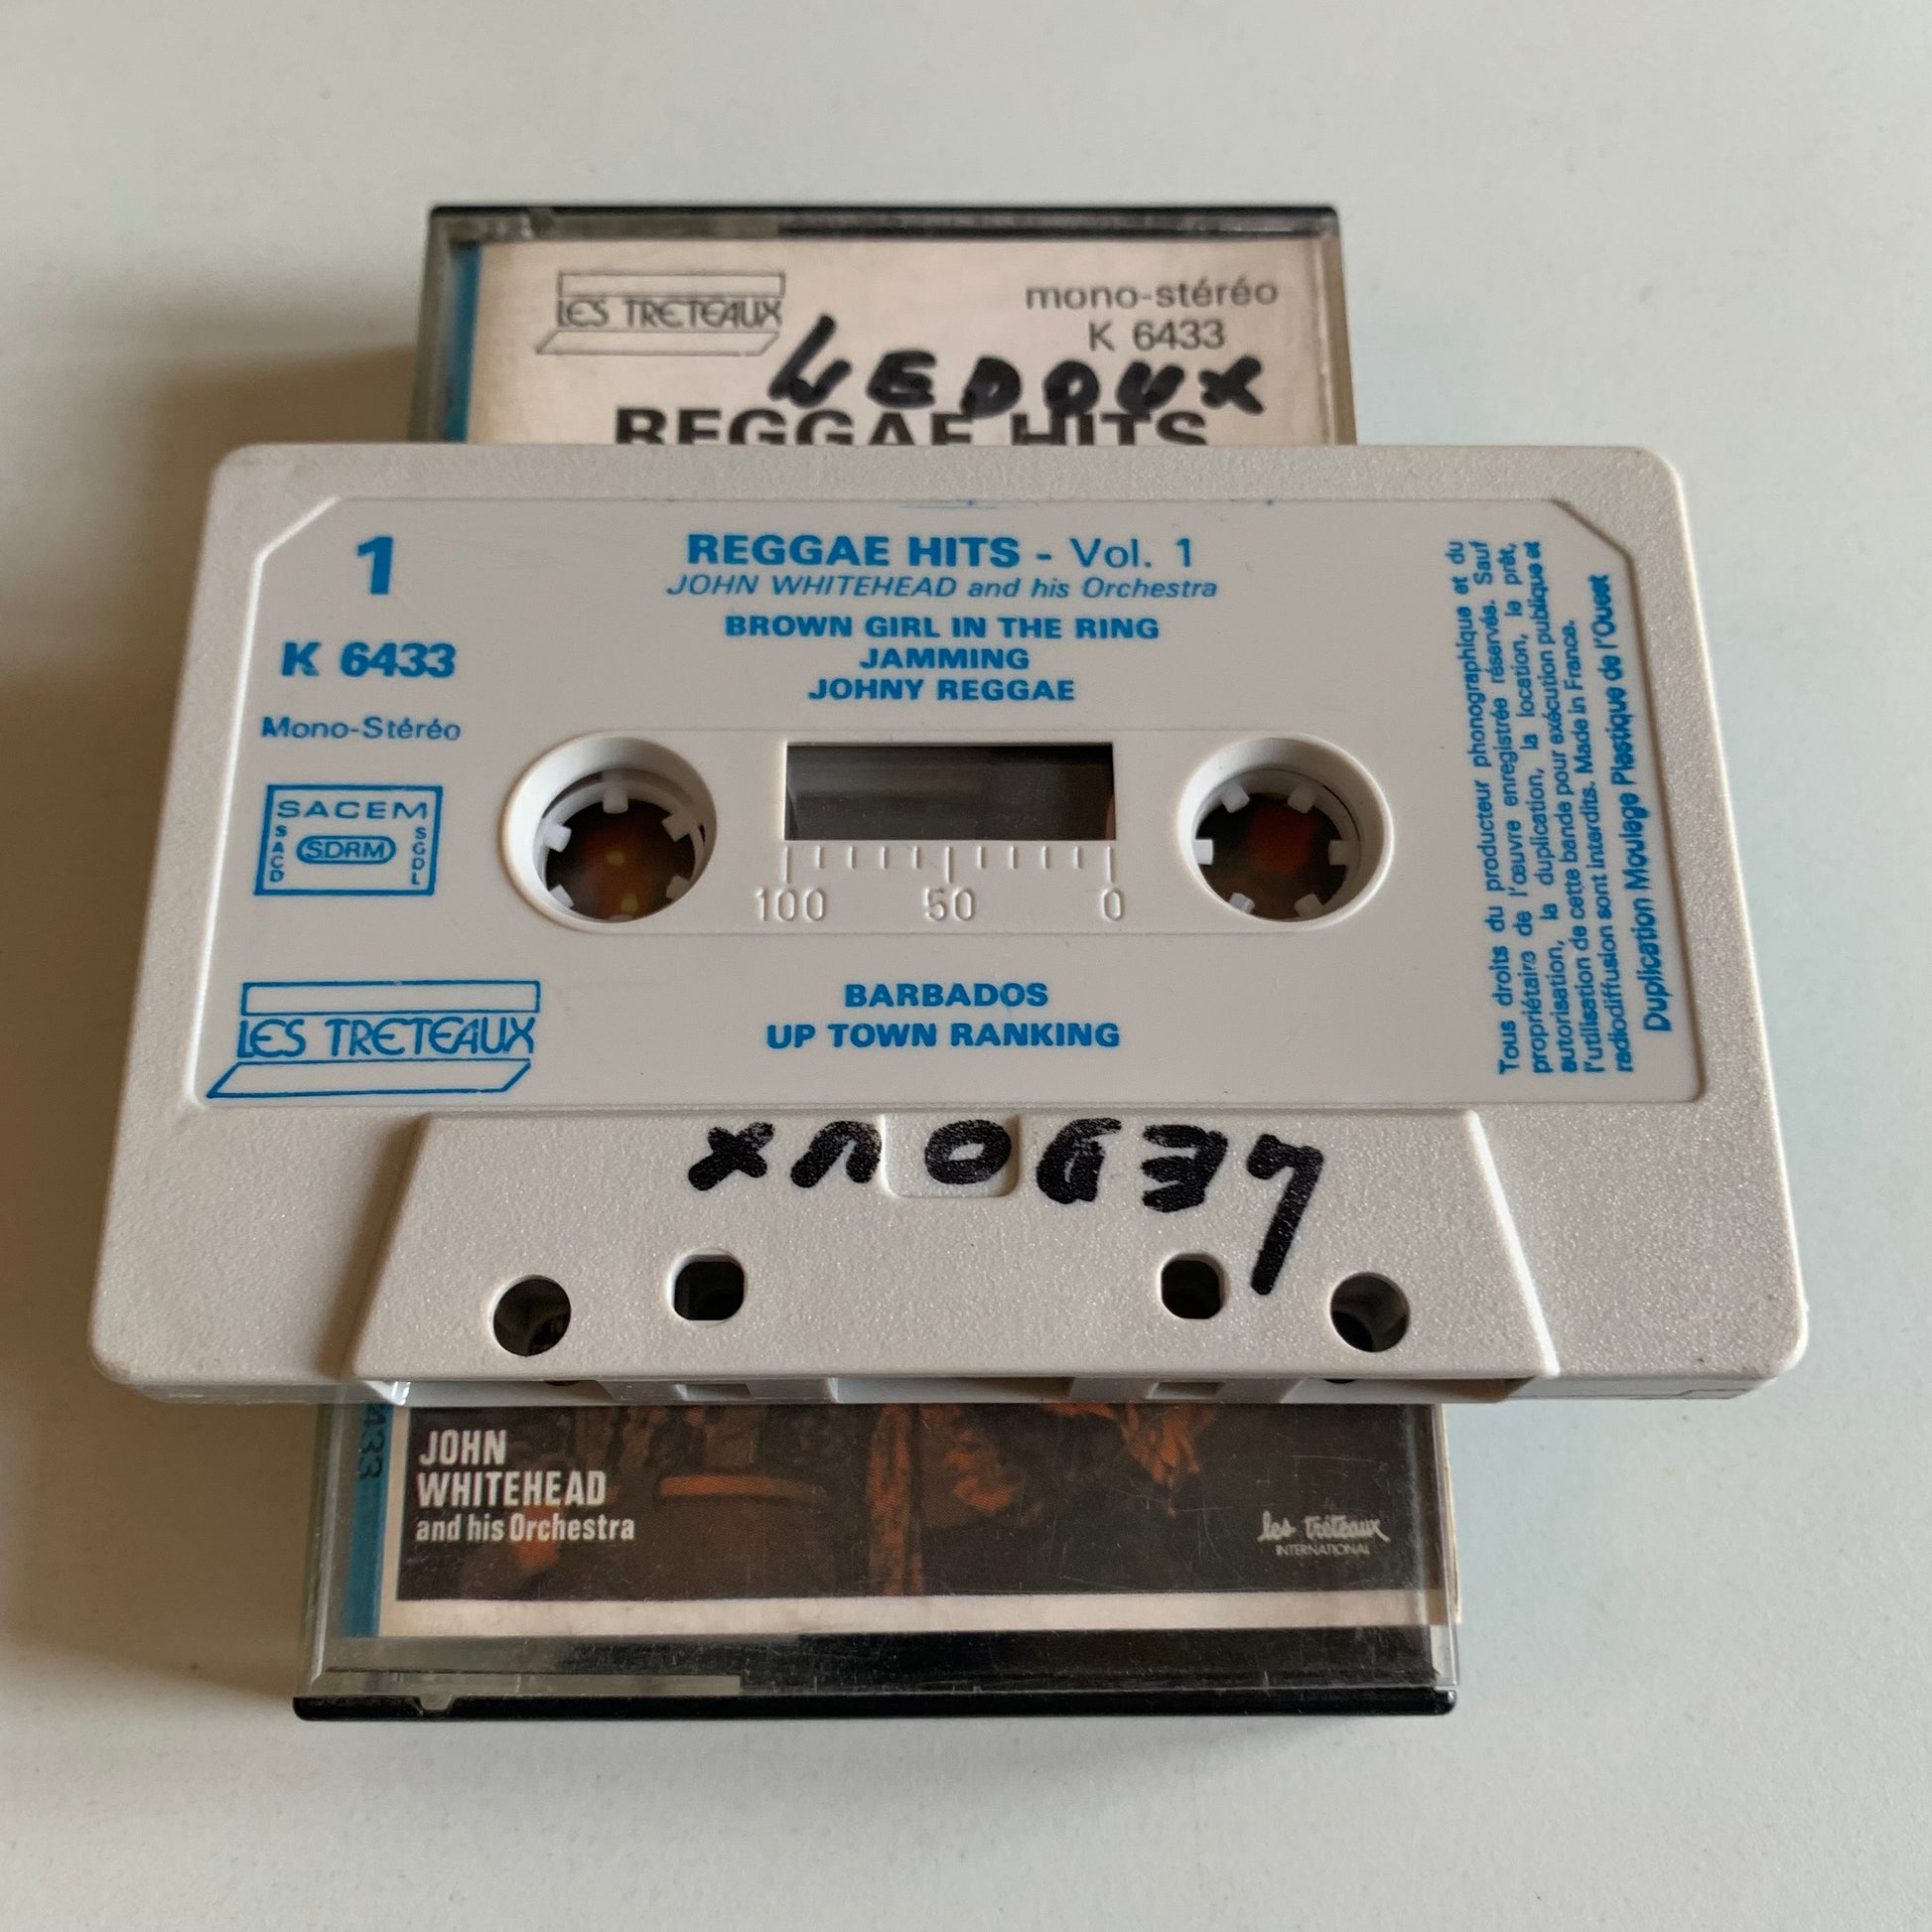 LES TRETEAUX
mono-stéréo
K 6433
LEDOUX
REGGAE HITS
1
K 6433
Mono-Stéréo
SACEM
SACD
SDRM
SGDL
LES TRETEAUX
REGGAE HITS - Vol. 1
JOHN WHITEHEAD and his Orchestra
BROWN GIRL IN THE RING
JAMMING
JOHNY REGGAE
100 50 0
BARBADOS
UP TOWN RANKING
Tous droits du producteur phonographique et du
propriétaire de l'œuvre enregistrée réservés. Sauf
autorisation, la duplication, la location, le prêt,
l'utilisation de cette bande pour exécution publique et
radiodiffusion sont interdits. Made in France.
Duplication Moulage Plastique de l'Ouest
LEDOUX
433
JOHN
WHITEHEAD
and his Orchestra
les tréteaux
INTERNATIONAL